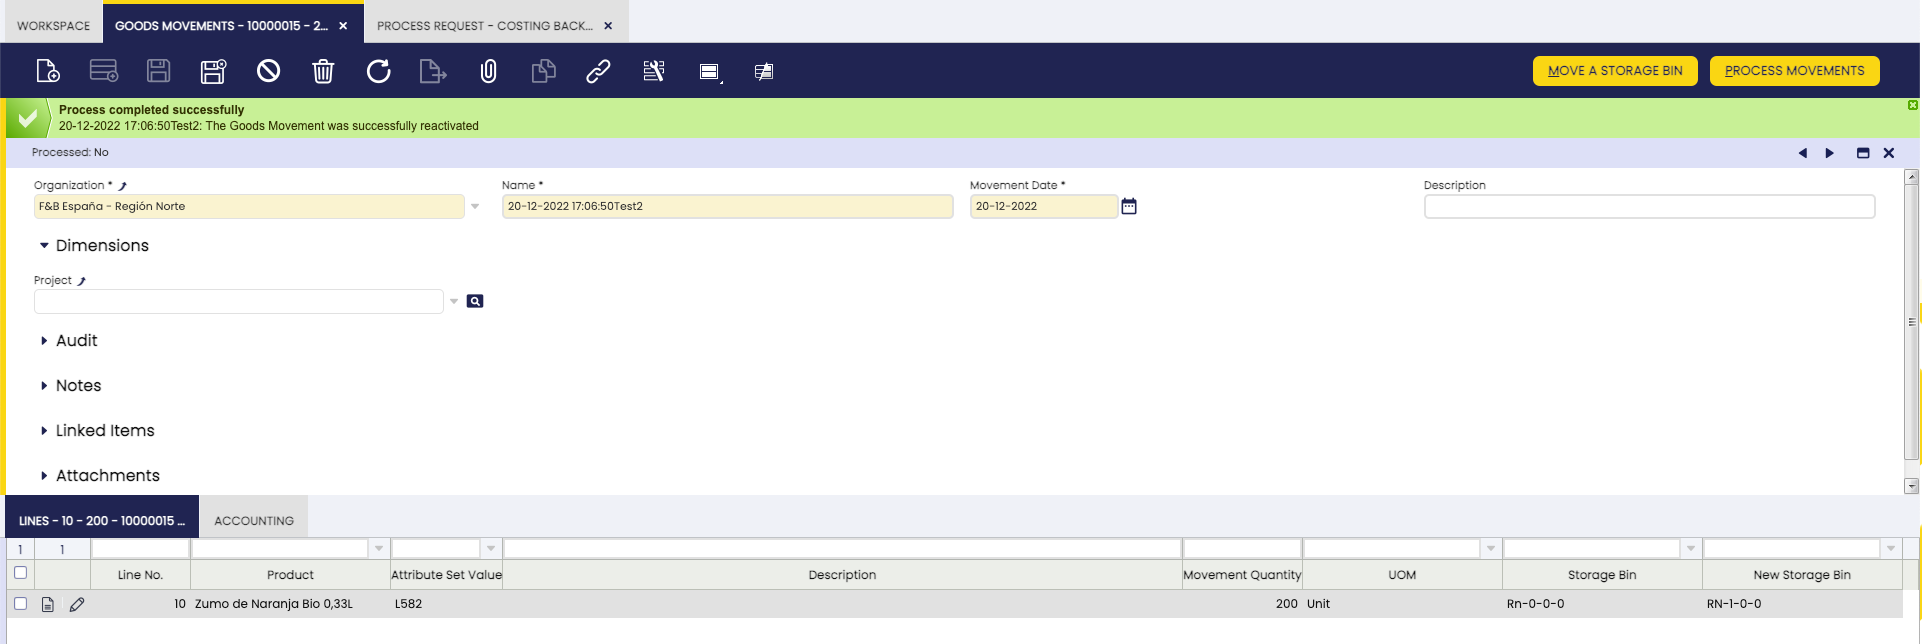 WORKSPACE
GOODS MOVEMENTS - 10000015 - 2...
PROCESS REQUEST - COSTING BACK...
MOVE A STORAGE BIN
PROCESS MOVEMENTS
Process completed successfully
20-12-2022 17:06:50Test2: The Goods Movement was successfully reactivated
Processed: No
Organization *
Name *
Movement Date *
Description
F&B España - Región Norte
20-12-2022 17:06:50Test2
20-12-2022
Dimensions
Project
Audit
Notes
Linked Items
Attachments
LINES - 10 - 200 - 10000015 ...
ACCOUNTING
1 1
Line No. Product Attribute Set Value Description Movement Quantity UOM Storage Bin New Storage Bin
10 Zumo de Naranja Bio 0,33L L582 200 Unit Rn-0-0-0 RN-1-0-0